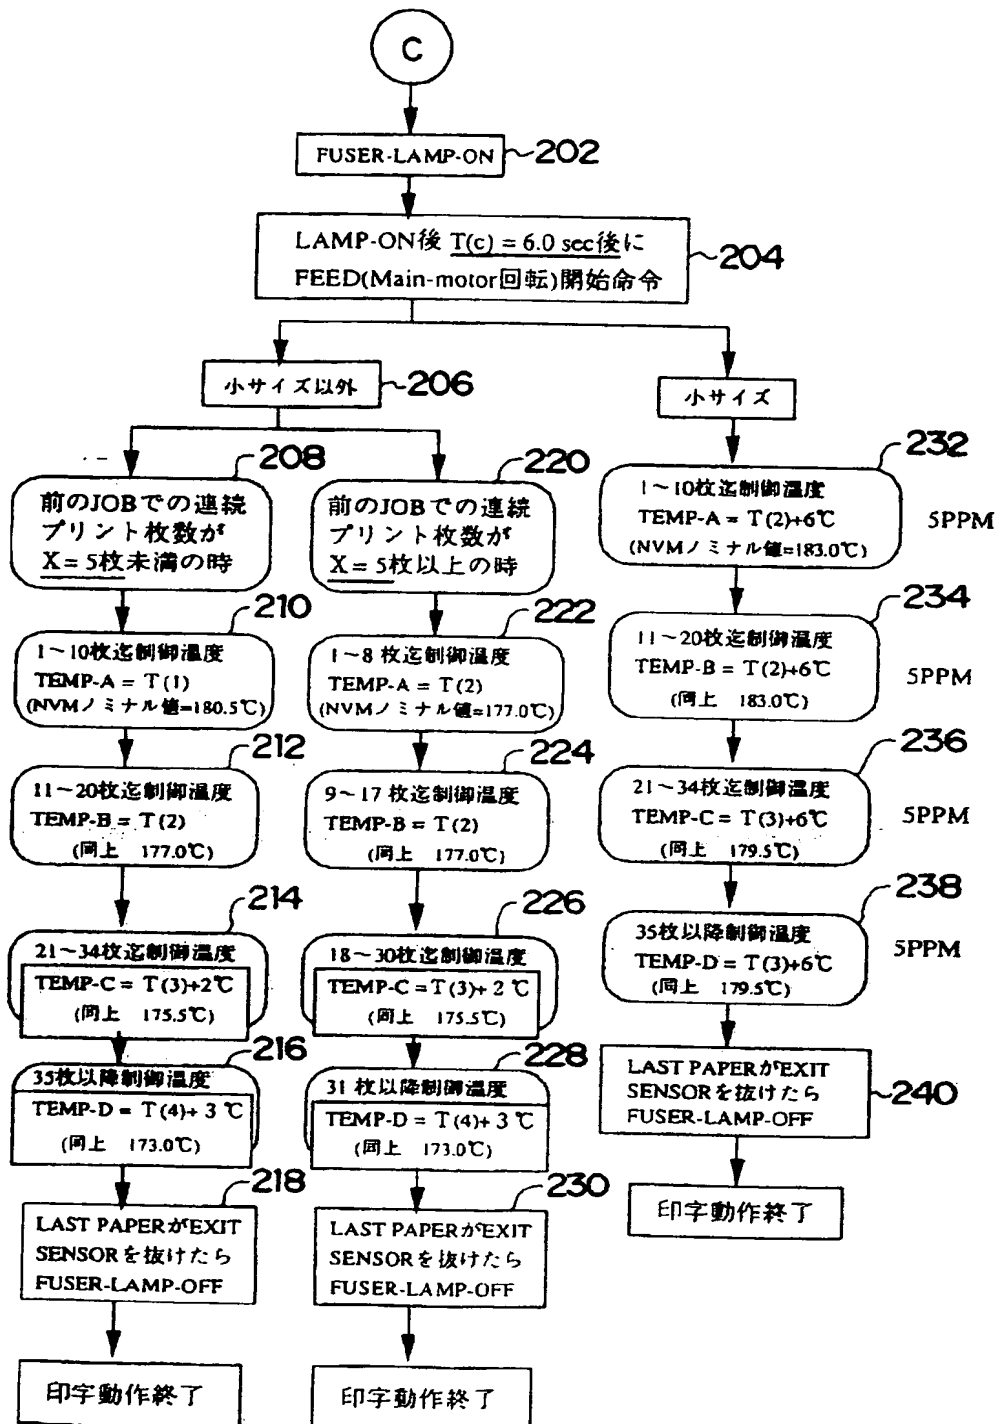 C
FUSER-LAMP-ON
202
LAMP-ON後 T(c) = 6.0 sec後に
FEED(Main-motor回転)開始命令
204
小サイズ以外
206
208
前のJOBでの連続
プリント枚数が
X = 5枚未満の時
210
1~10枚迄制御温度
TEMP-A = T(1)
(NVMノミナル値=180.5℃)
212
11~20枚迄制御温度
TEMP-B = T(2)
(同上 177.0℃)
214
21~34枚迄制御温度
TEMP-C = T(3)+2℃
(同上 175.5℃)
216
35枚以降制御温度
TEMP-D = T(4)+ 3 ℃
(同上 173.0℃)
218
LAST PAPERがEXIT
SENSORを抜けたら
FUSER-LAMP-OFF
印字動作終了
220
前のJOBでの連続
プリント枚数が
X = 5枚以上の時
222
1~8 枚迄制御温度
TEMP-A = T(2)
(NVMノミナル値=177.0℃)
224
9~17 枚迄制御温度
TEMP-B = T(2)
(同上 177.0℃)
226
18~30枚迄制御温度
TEMP-C = T(3)+ 2 ℃
(同上 175.5℃)
228
31 枚以降制御温度
TEMP-D = T(4)+ 3 ℃
(同上 173.0℃)
230
LAST PAPERがEXIT
SENSORを抜けたら
FUSER-LAMP-OFF
印字動作終了
小サイズ
232
1~10枚迄制御温度
TEMP-A = T(2)+6℃
(NVMノミナル値=183.0℃)
5PPM
234
11~20枚迄制御温度
TEMP-B = T(2)+6℃
(同上 183.0℃)
5PPM
236
21~34枚迄制御温度
TEMP-C = T(3)+6℃
(同上 179.5℃)
5PPM
238
35枚以降制御温度
TEMP-D = T(3)+6℃
(同上 179.5℃)
5PPM
LAST PAPERがEXIT
SENSORを抜けたら
FUSER-LAMP-OFF
240
印字動作終了